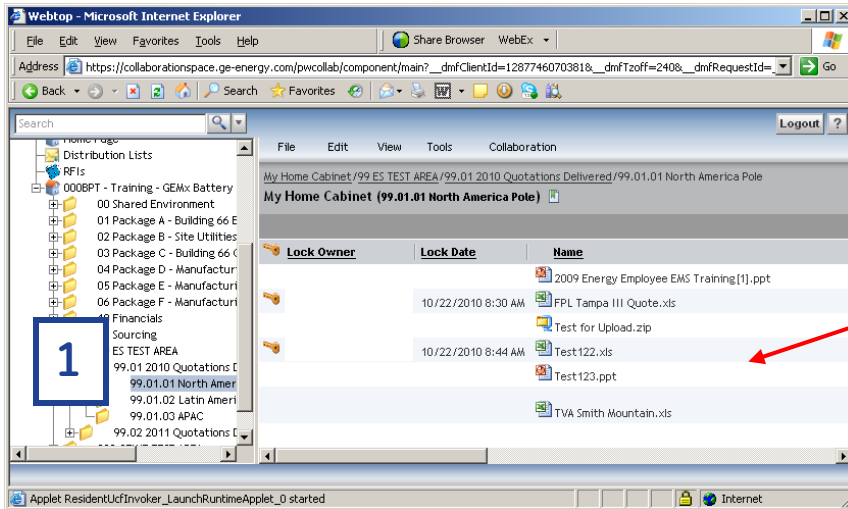 Webtop - Microsoft Internet Explorer
File Edit View Favorites Tools Help
Share Browser WebEx
Address https://collaborationspace.ge-energy.com/pwcollab/component/main?__dmfClientId=1287746070381&__dmfTzoff=240&__dmfRequestId=_ Go
Back Search Favorites
Search
Logout ?
Home Page
Distribution Lists
RFIs
000BPT - Training - GEMx Battery
00 Shared Environment
01 Package A - Building 66 E
02 Package B - Site Utilities
03 Package C - Building 66
04 Package D - Manufactur
05 Package E - Manufacturi
06 Package F - Manufacturi
Financials
Sourcing
ES TEST AREA
99.01 2010 Quotations D
99.01.01 North Amer
99.01.02 Latin Ameri
99.01.03 APAC
99.02 2011 Quotations D
1
File Edit View Tools Collaboration
My Home Cabinet/99 ES TEST AREA/99.01 2010 Quotations Delivered/99.01.01 North America Pole
My Home Cabinet (99.01.01 North America Pole)
Lock Owner Lock Date Name
2009 Energy Employee EMS Training[1].ppt
10/22/2010 8:30 AM FPL Tampa III Quote.xls
Test for Upload.zip
10/22/2010 8:44 AM Test122.xls
Test123.ppt
TVA Smith Mountain.xls
Applet ResidentUcfInvoker_LaunchRuntimeApplet_0 started
Internet